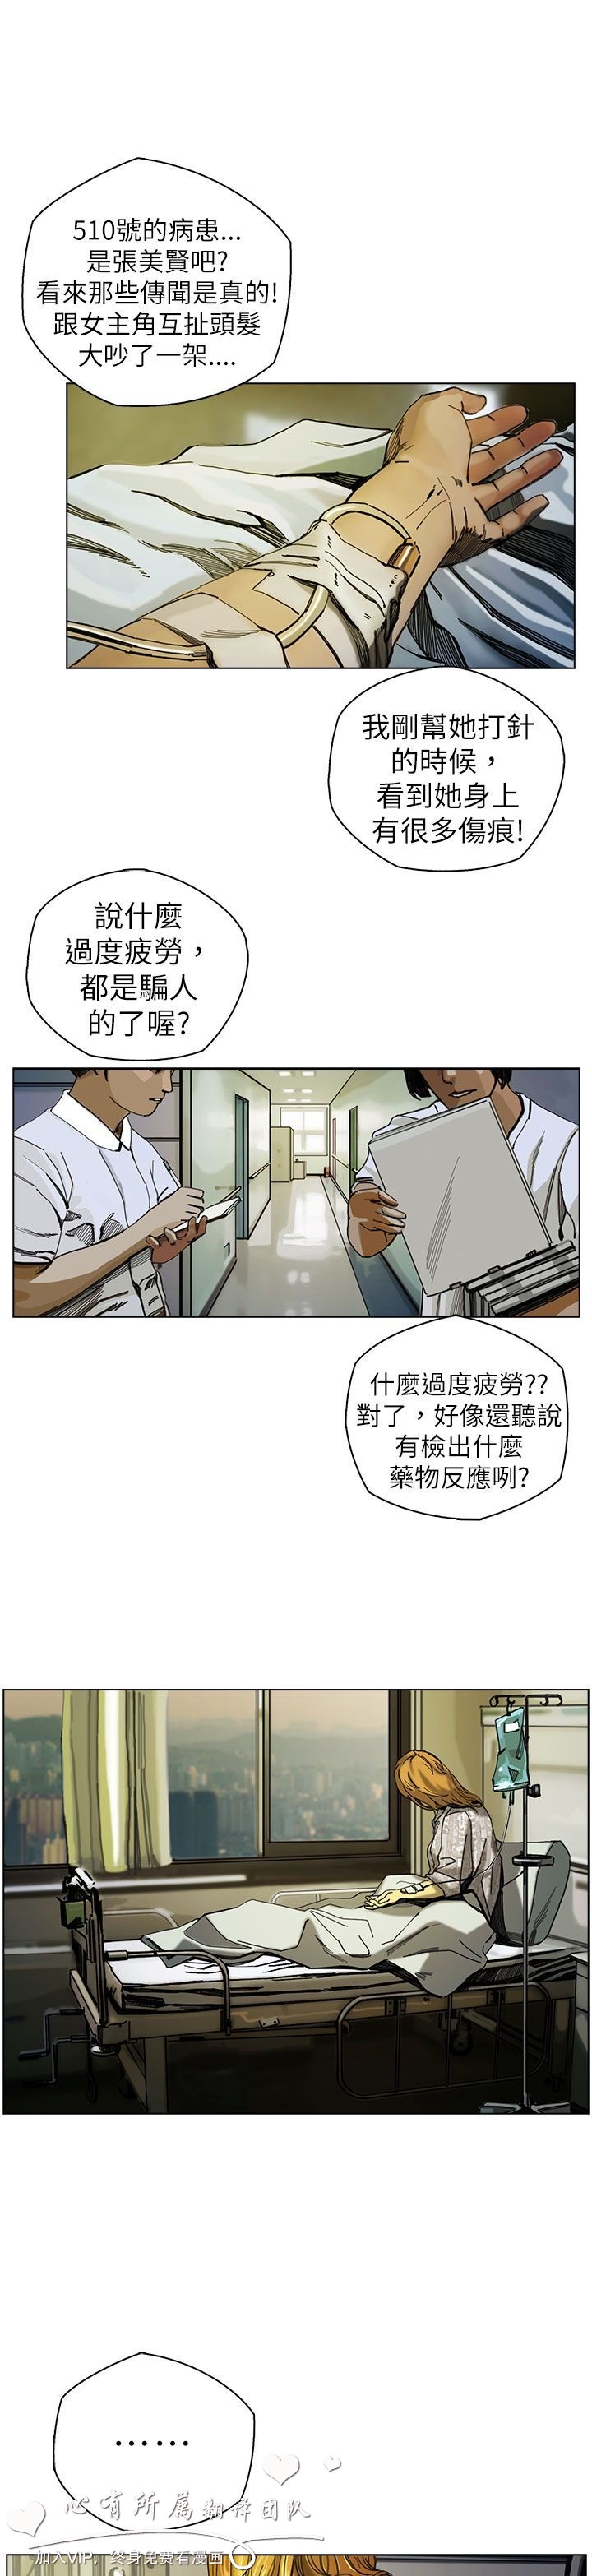 510號的病患...
是張美賢吧?
看來那些傳聞是真的!
跟女主角互扯頭髮
大吵了一架....
我剛幫她打針
的時候，
看到她身上
有很多傷痕!
說什麼
過度疲勞，
都是騙人
的了喔?
什麼過度疲勞??
對了，好像還聽說
有檢出什麼
藥物反應咧?
......
心有所属翻译团队
加入VIP，终身免费看漫画